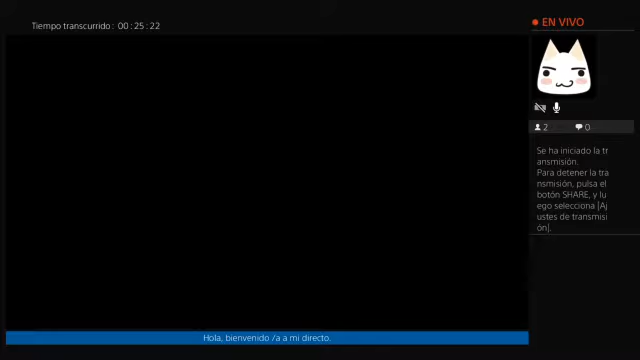 Tiempo transcurrido: 00:25:22
EN VIVO
2
0
Se ha iniciado la tr
ansmisión.
Para detener la tra
nsmisión, pulsa el
botón SHARE, y lu
ego selecciona [Aj
ustes de transmisi
ón].
Hola, bienvenido /a a mi directo.